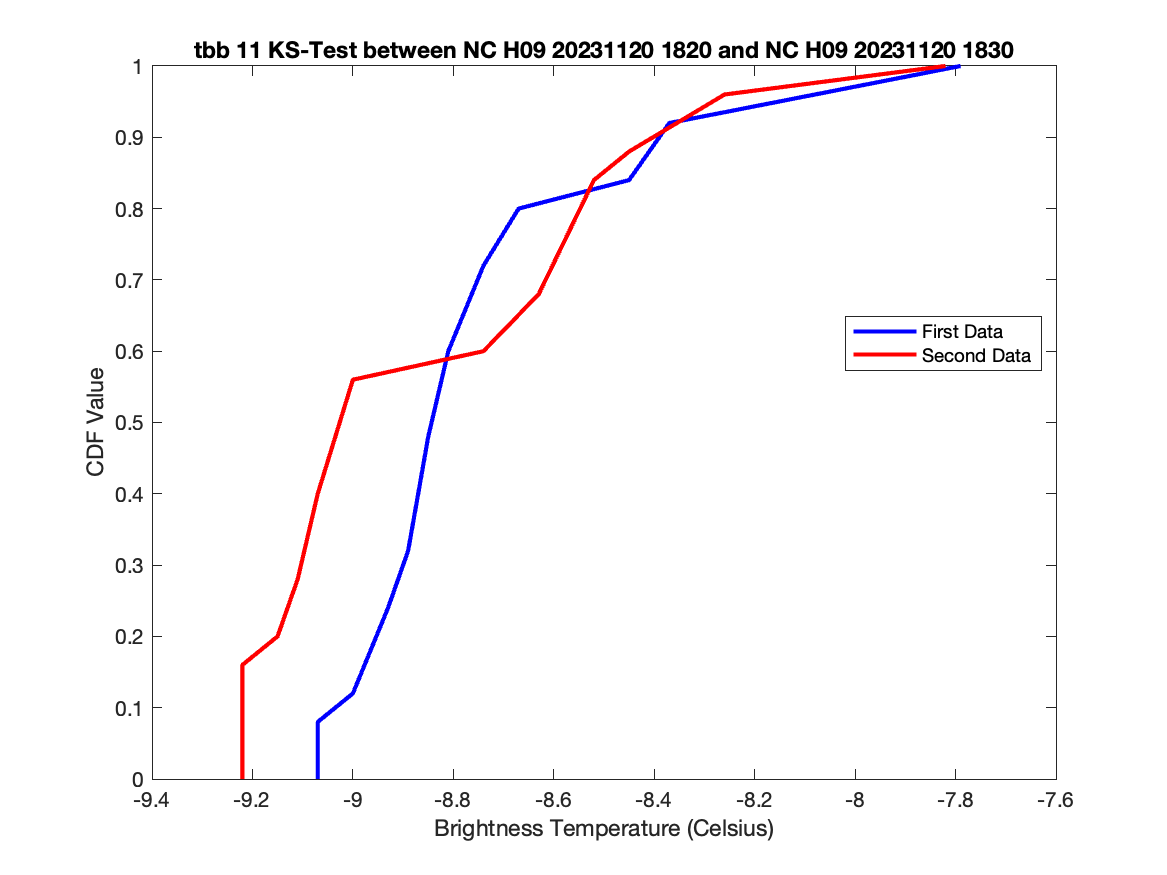 tbb 11 KS-Test between NC H09 20231120 1820 and NC H09 20231120 1830
1
0.9
0.8
0.7
0.6
0.5
0.4
0.3
0.2
0.1
0
CDF Value
First Data
Second Data
-9.4 -9.2 -9 -8.8 -8.6 -8.4 -8.2 -8 -7.8 -7.6
Brightness Temperature (Celsius)